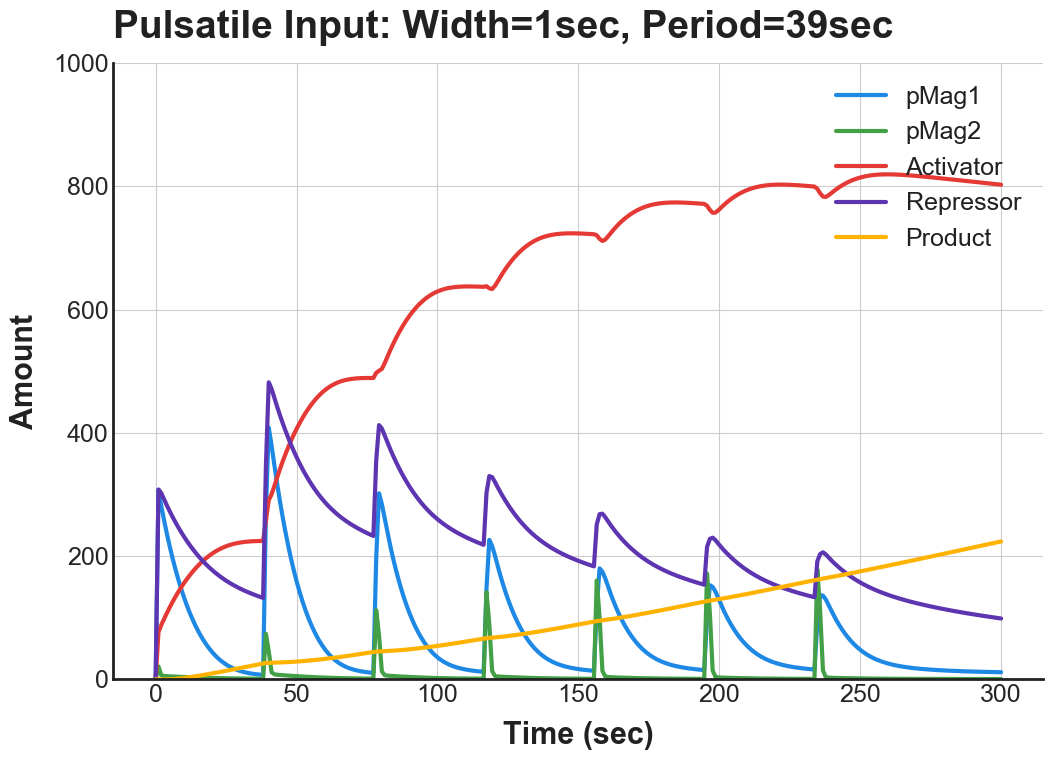 Pulsatile Input: Width=1sec, Period=39sec
1000
800
600
400
200
0
Amount
pMag1
pMag2
Activator
Repressor
Product
0 50 100 150 200 250 300
Time (sec)